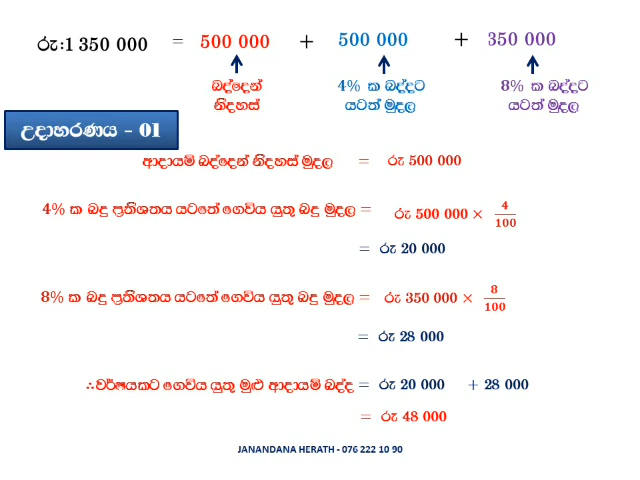 රු:1 350 000 = 500 000 + 500 000 + 350 000
බද්දෙන් නිදහස් 4% ක බද්දට යටත් මුදල 8% ක බද්දට යටත් මුදල
උදාහරණය - 01
ආදායම් බද්දෙන් නිදහස් මුදල = රු 500 000
4% ක බදු ප්‍රතිශතය යටතේ ගෙවිය යුතු බදු මුදල = රු 500 000 × 4/100
= රු 20 000
8% ක බදු ප්‍රතිශතය යටතේ ගෙවිය යුතු බදු මුදල = රු 350 000 × 8/100
= රු 28 000
∴වර්ෂයකට ගෙවිය යුතු මුළු ආදායම් බද්ද = රු 20 000 + 28 000
= රු 48 000
JANANDANA HERATH - 076 222 10 90